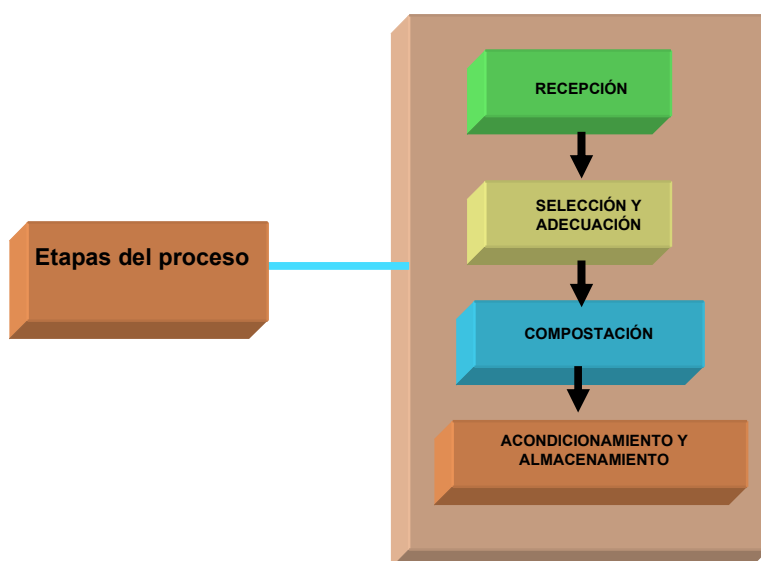 Etapas del proceso
RECEPCIÓN
SELECCIÓN Y
ADECUACIÓN
COMPOSTACIÓN
ACONDICIONAMIENTO Y
ALMACENAMIENTO